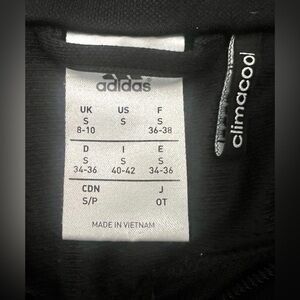 adidas
UK US F
S S S
8-10 36-38
D I E
S S S
34-36 40-42 34-36
CDN J
S/P OT
MADE IN VIETNAM
climacool